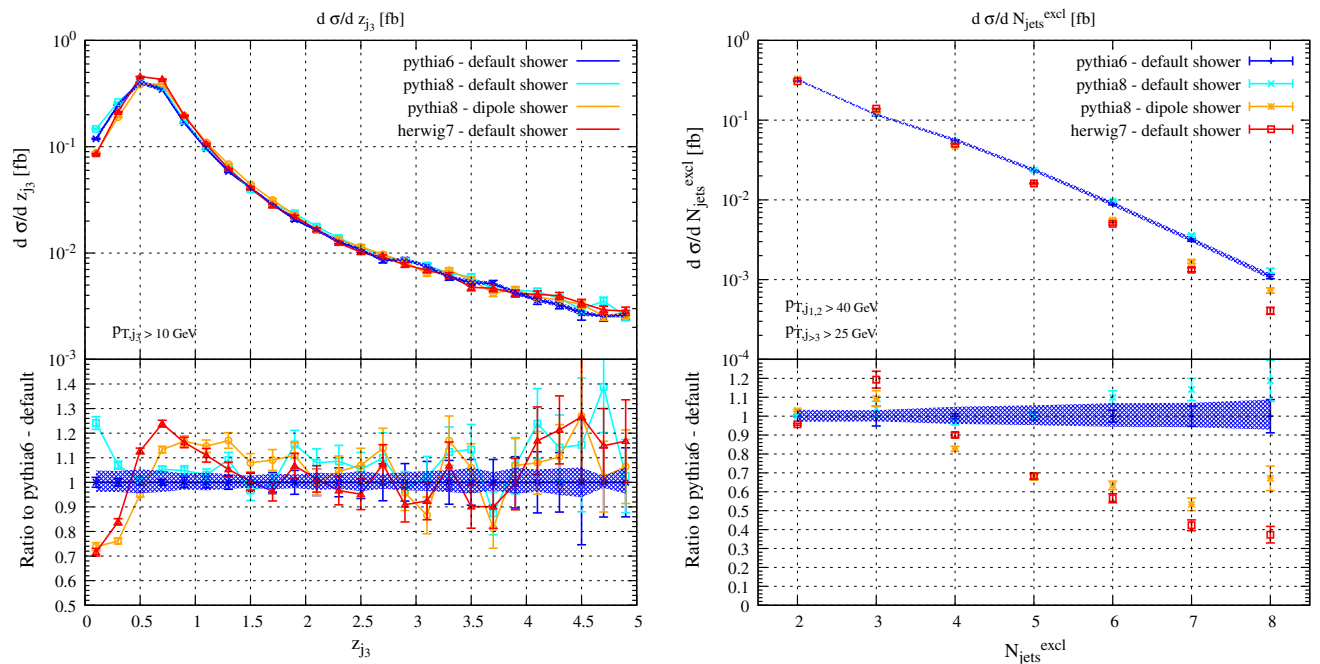 d σ/d z_{j_3} [fb]
10^0
10^{-1}
10^{-2}
10^{-3}
d σ/d z_{j_3} [fb]
pythia6 - default shower
pythia8 - default shower
pythia8 - dipole shower
herwig7 - default shower
p_{T,j_3} > 10 GeV
1.4
1.3
1.2
1.1
1
0.9
0.8
0.7
0.6
0.5
Ratio to pythia6 - default
0 0.5 1 1.5 2 2.5 3 3.5 4 4.5 5
z_{j_3}
d σ/d N_{jets}^{excl} [fb]
10^0
10^{-1}
10^{-2}
10^{-3}
10^{-4}
d σ/d N_{jets}^{excl} [fb]
pythia6 - default shower
pythia8 - default shower
pythia8 - dipole shower
herwig7 - default shower
p_{T,j_{1,2}} > 40 GeV
p_{T,j_{>3}} > 25 GeV
1.2
1.1
1
0.9
0.8
0.7
0.6
0.5
0.4
0.3
0.2
0.1
0
Ratio to pythia6 - default
2 3 4 5 6 7 8
N_{jets}^{excl}